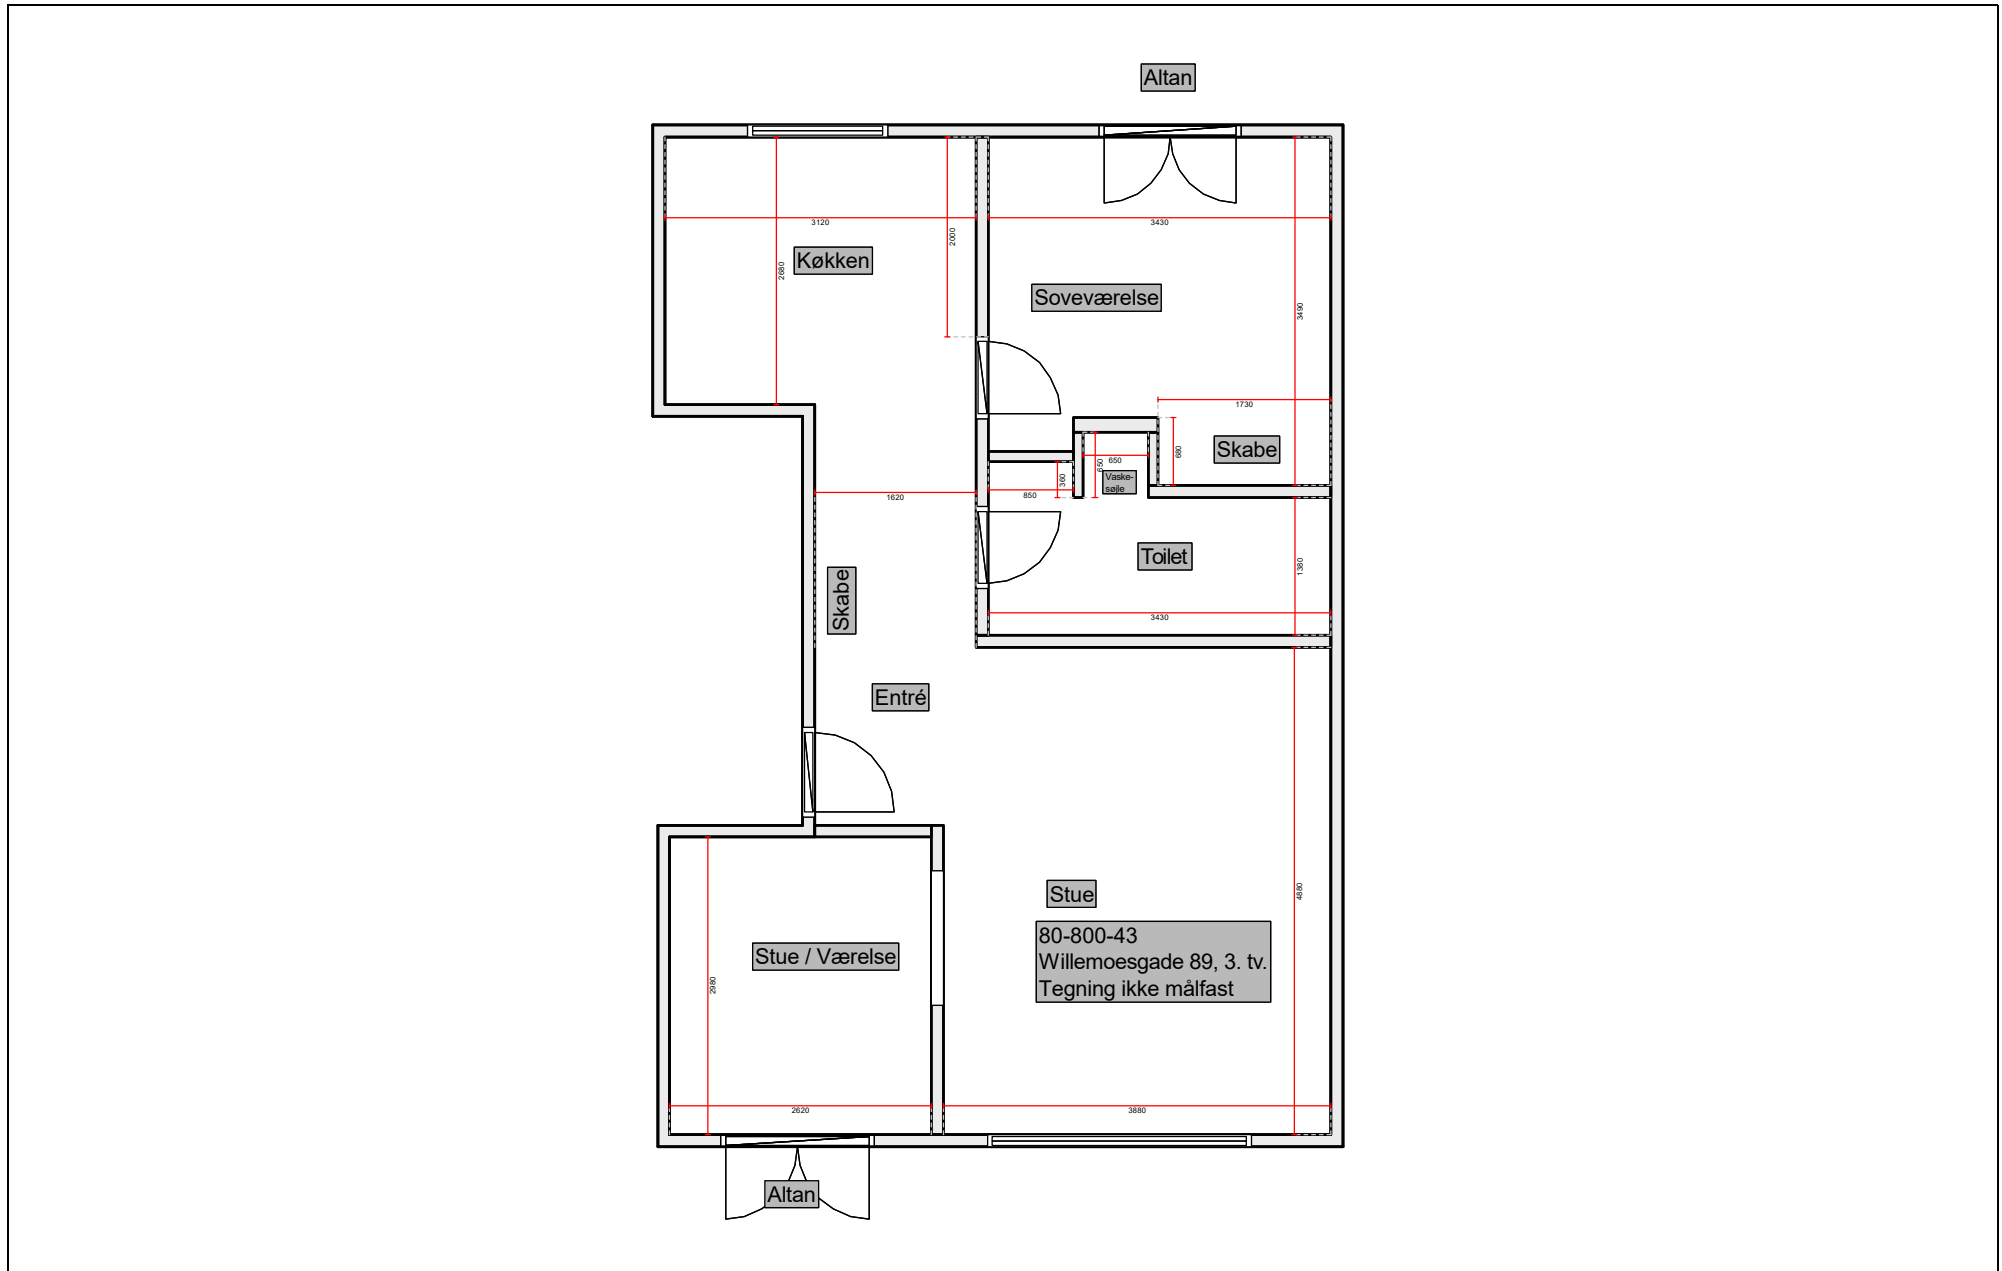 Altan
3120
3430
2000
Køkken
2680
Soveværelse
3490
1730
Skabe
680
650
650
Vaske-
søjle
360
850
1620
Toilet
1380
Skabe
3430
Entré
Stue
4880
80-800-43
Willemoesgade 89, 3. tv.
Tegning ikke målfast
Stue / Værelse
2980
2620
3880
Altan